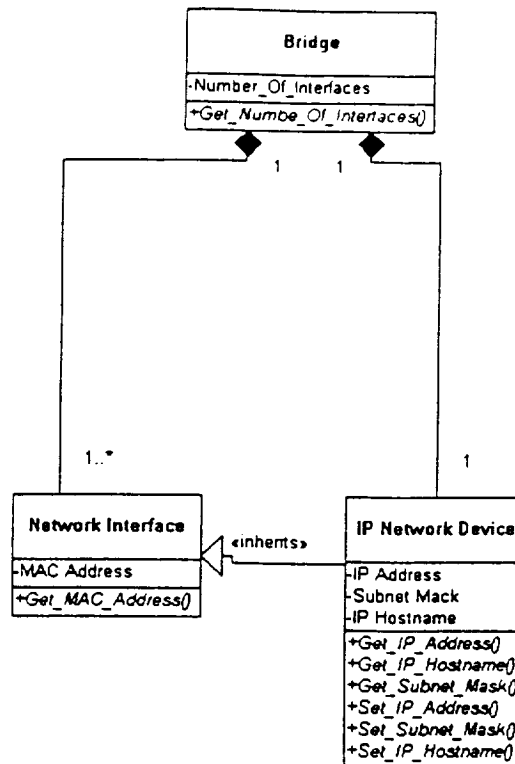 Bridge
-Number_Of_Interfaces
+Get_Numbe_Of_Interfaces()
1 1
1..* 1
Network Interface
-MAC Address
+Get_MAC_Address()
«inherits»
IP Network Device
-IP Address
-Subnet Mack
-IP Hostname
+Get_IP_Address()
+Get_IP_Hostname()
+Get_Subnet_Mask()
+Set_IP_Address()
+Set_Subnet_Mask()
+Set_IP_Hostname()